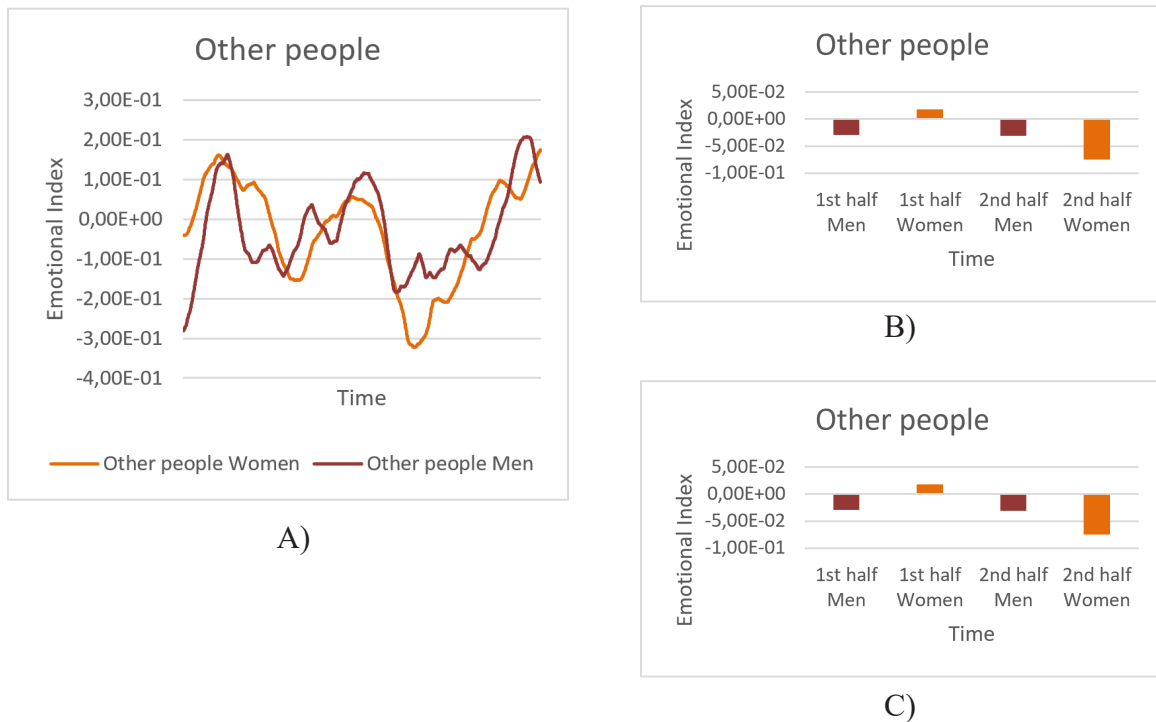 Other people
Emotional Index
3,00E-01
2,00E-01
1,00E-01
0,00E+00
-1,00E-01
-2,00E-01
-3,00E-01
-4,00E-01
Time
Other people Women
Other people Men
A)
Other people
Emotional Index
5,00E-02
0,00E+00
-5,00E-02
-1,00E-01
1st half 1st half 2nd half 2nd half
Men Women Men Women
Time
B)
Other people
Emotional Index
5,00E-02
0,00E+00
-5,00E-02
-1,00E-01
1st half 1st half 2nd half 2nd half
Men Women Men Women
Time
C)